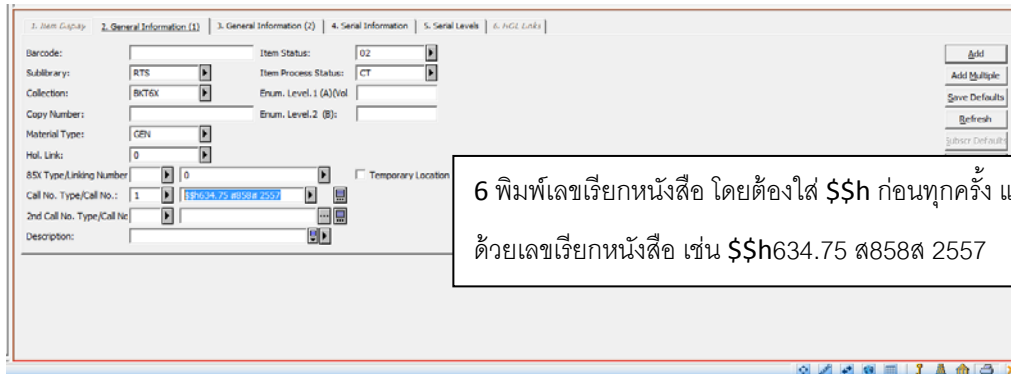 1. Item Display 2. General Information (1) 3. General Information (2) 4. Serial Information 5. Serial Levels 6. HOL Links
Barcode: Item Status: 02
Sublibrary: RTS Item Process Status: CT
Collection: BKT6X Enum. Level.1 (A)(Vol
Copy Number: Enum. Level.2 (B):
Material Type: GEN
Hol. Link: 0
85X Type/Linking Number 0 Temporary Location
Call No. Type/Call No.: 1 $$h634.75 ส858ส 2557
2nd Call No. Type/Call Nc
Description:
Add
Add Multiple
Save Defaults
Refresh
Subscr Default
6 พิมพ์เลขเรียกหนังสือ โดยต้องใส่ $$h ก่อนทุกครั้ง แ
ด้วยเลขเรียกหนังสือ เช่น $$h634.75 ส858ส 2557